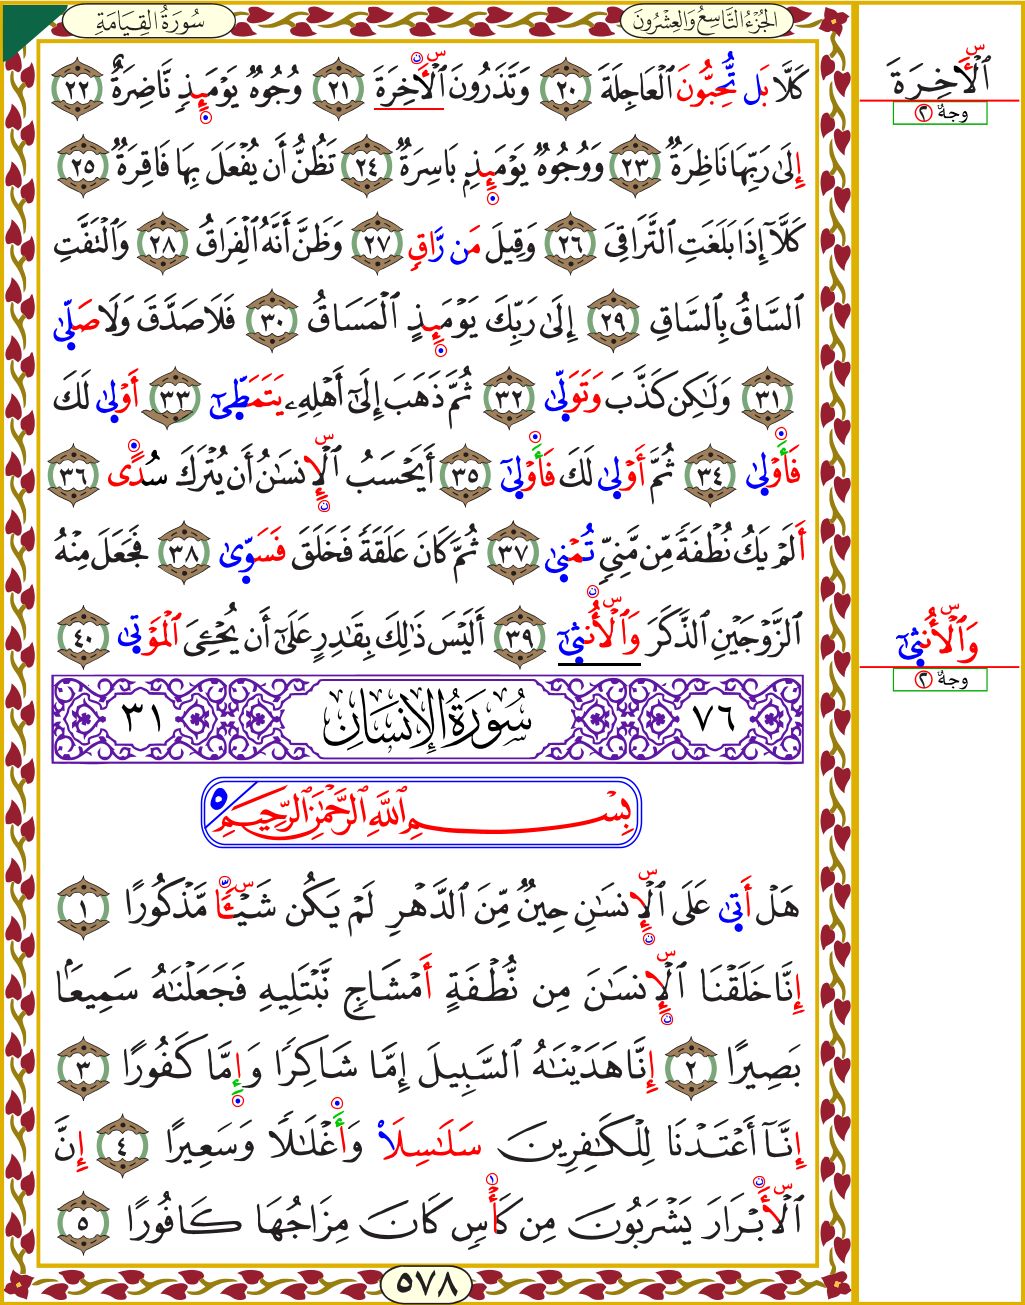 الجُزْءُ التَّاسِعُ وَالعِشْرُونَ
سُورَةُ القِيَامَةِ
كَلَّا بَل تُّحِبُّونَ ٱلْعَاجِلَةَ ٢٠ وَتَذَرُونَ ٱلْأٓخِرَةَ ٢١ وُجُوهٌ يَوْمَئِذٖ نَّاضِرَةٌ ٢٢
إِلَىٰ رَبِّهَا نَاظِرَةٌ ٢٣ وَوُجُوهٌ يَوْمَئِذِۭ بَاسِرَةٌ ٢٤ تَظُنُّ أَن يُفْعَلَ بِهَا فَاقِرَةٌ ٢٥
كَلَّآ إِذَا بَلَغَتِ ٱلتَّرَاقِيَ ٢٦ وَقِيلَ مَن رَّاقٖ ٢٧ وَظَنَّ أَنَّهُ ٱلْفِرَاقُ ٢٨ وَٱلْتَفَّتِ
ٱلسَّاقُ بِٱلسَّاقِ ٢٩ إِلَىٰ رَبِّكَ يَوْمَئِذٍ ٱلْمَسَاقُ ٣٠ فَلَا صَدَّقَ وَلَا صَلَّىٰ
٣١ وَلَٰكِن كَذَّبَ وَتَوَلَّىٰ ٣٢ ثُمَّ ذَهَبَ إِلَىٰٓ أَهْلِهِۦ يَتَمَطَّىٰٓ ٣٣ أَوْلَىٰ لَكَ
فَأَوْلَىٰ ٣٤ ثُمَّ أَوْلَىٰ لَكَ فَأَوْلَىٰٓ ٣٥ أَيَحْسَبُ ٱلْإِنسَٰنُ أَن يُتْرَكَ سُدًى ٣٦
أَلَمْ يَكُ نُطْفَةً مِّن مَّنِيٍّ تُمْنَىٰ ٣٧ ثُمَّ كَانَ عَلَقَةً فَخَلَقَ فَسَوَّىٰ ٣٨ فَجَعَلَ مِنْهُ
ٱلزَّوْجَيْنِ ٱلذَّكَرَ وَٱلْأُنثَىٰٓ ٣٩ أَلَيْسَ ذَٰلِكَ بِقَٰدِرٍ عَلَىٰٓ أَن يُحْۦِيَ ٱلْمَوْتَىٰ ٤٠
٧٦ سُورَةُ الإِنسَانِ ٣١
بِسْمِ ٱللَّهِ ٱلرَّحْمَٰنِ ٱلرَّحِيمِ ٥
هَلْ أَتَىٰ عَلَى ٱلْإِنسَٰنِ حِينٌ مِّنَ ٱلدَّهْرِ لَمْ يَكُن شَيْـًٔا مَّذْكُورًا ١
إِنَّا خَلَقْنَا ٱلْإِنسَٰنَ مِن نُّطْفَةٍ أَمْشَاجٖ نَّبْتَلِيهِ فَجَعَلْنَٰهُ سَمِيعَۢا
بَصِيرًا ٢ إِنَّا هَدَيْنَٰهُ ٱلسَّبِيلَ إِمَّا شَاكِرًا وَإِمَّا كَفُورًا ٣
إِنَّآ أَعْتَدْنَا لِلْكَٰفِرِينَ سَلَٰسِلَاْ وَأَغْلَٰلًا وَسَعِيرًا ٤ إِنَّ
ٱلْأَبْرَارَ يَشْرَبُونَ مِن كَأْسٖ كَانَ مِزَاجُهَا كَافُورًا ٥
٥٧٨
ٱلْأٓخِرَةَ
وجهٌ ٢
وَٱلْأُنثَىٰٓ
وجهٌ ٢